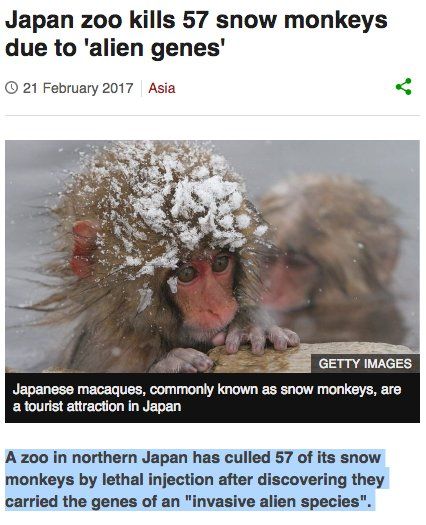 Japan zoo kills 57 snow monkeys
due to 'alien genes'
21 February 2017 Asia
GETTY IMAGES
Japanese macaques, commonly known as snow monkeys, are
a tourist attraction in Japan
A zoo in northern Japan has culled 57 of its snow
monkeys by lethal injection after discovering they
carried the genes of an "invasive alien species".